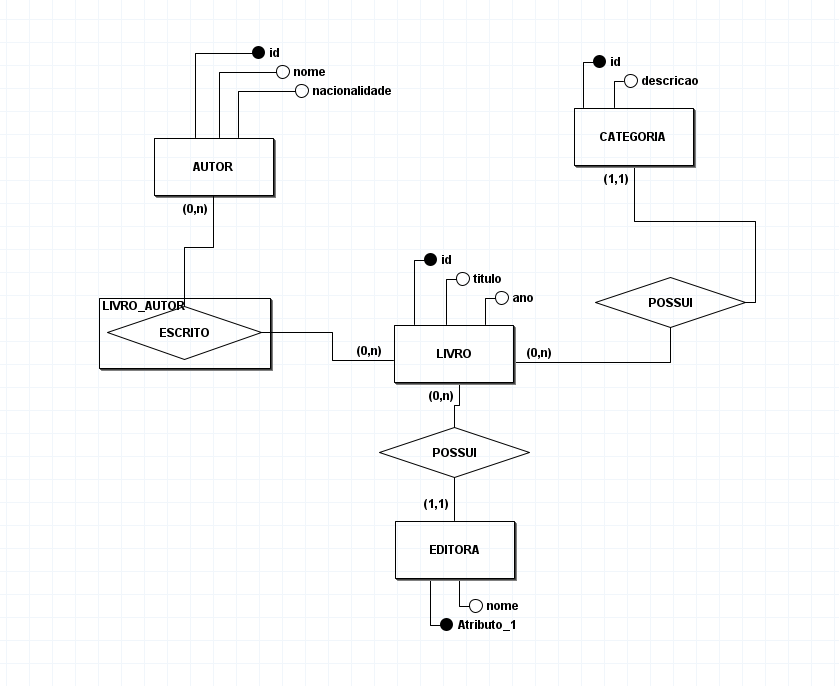 id
nome
nacionalidade
AUTOR
(0,n)
id
descricao
CATEGORIA
(1,1)
LIVRO_AUTOR
ESCRITO
(0,n)
id
titulo
ano
LIVRO
(0,n)
POSSUI
(0,n)
POSSUI
(1,1)
EDITORA
nome
Atributo_1